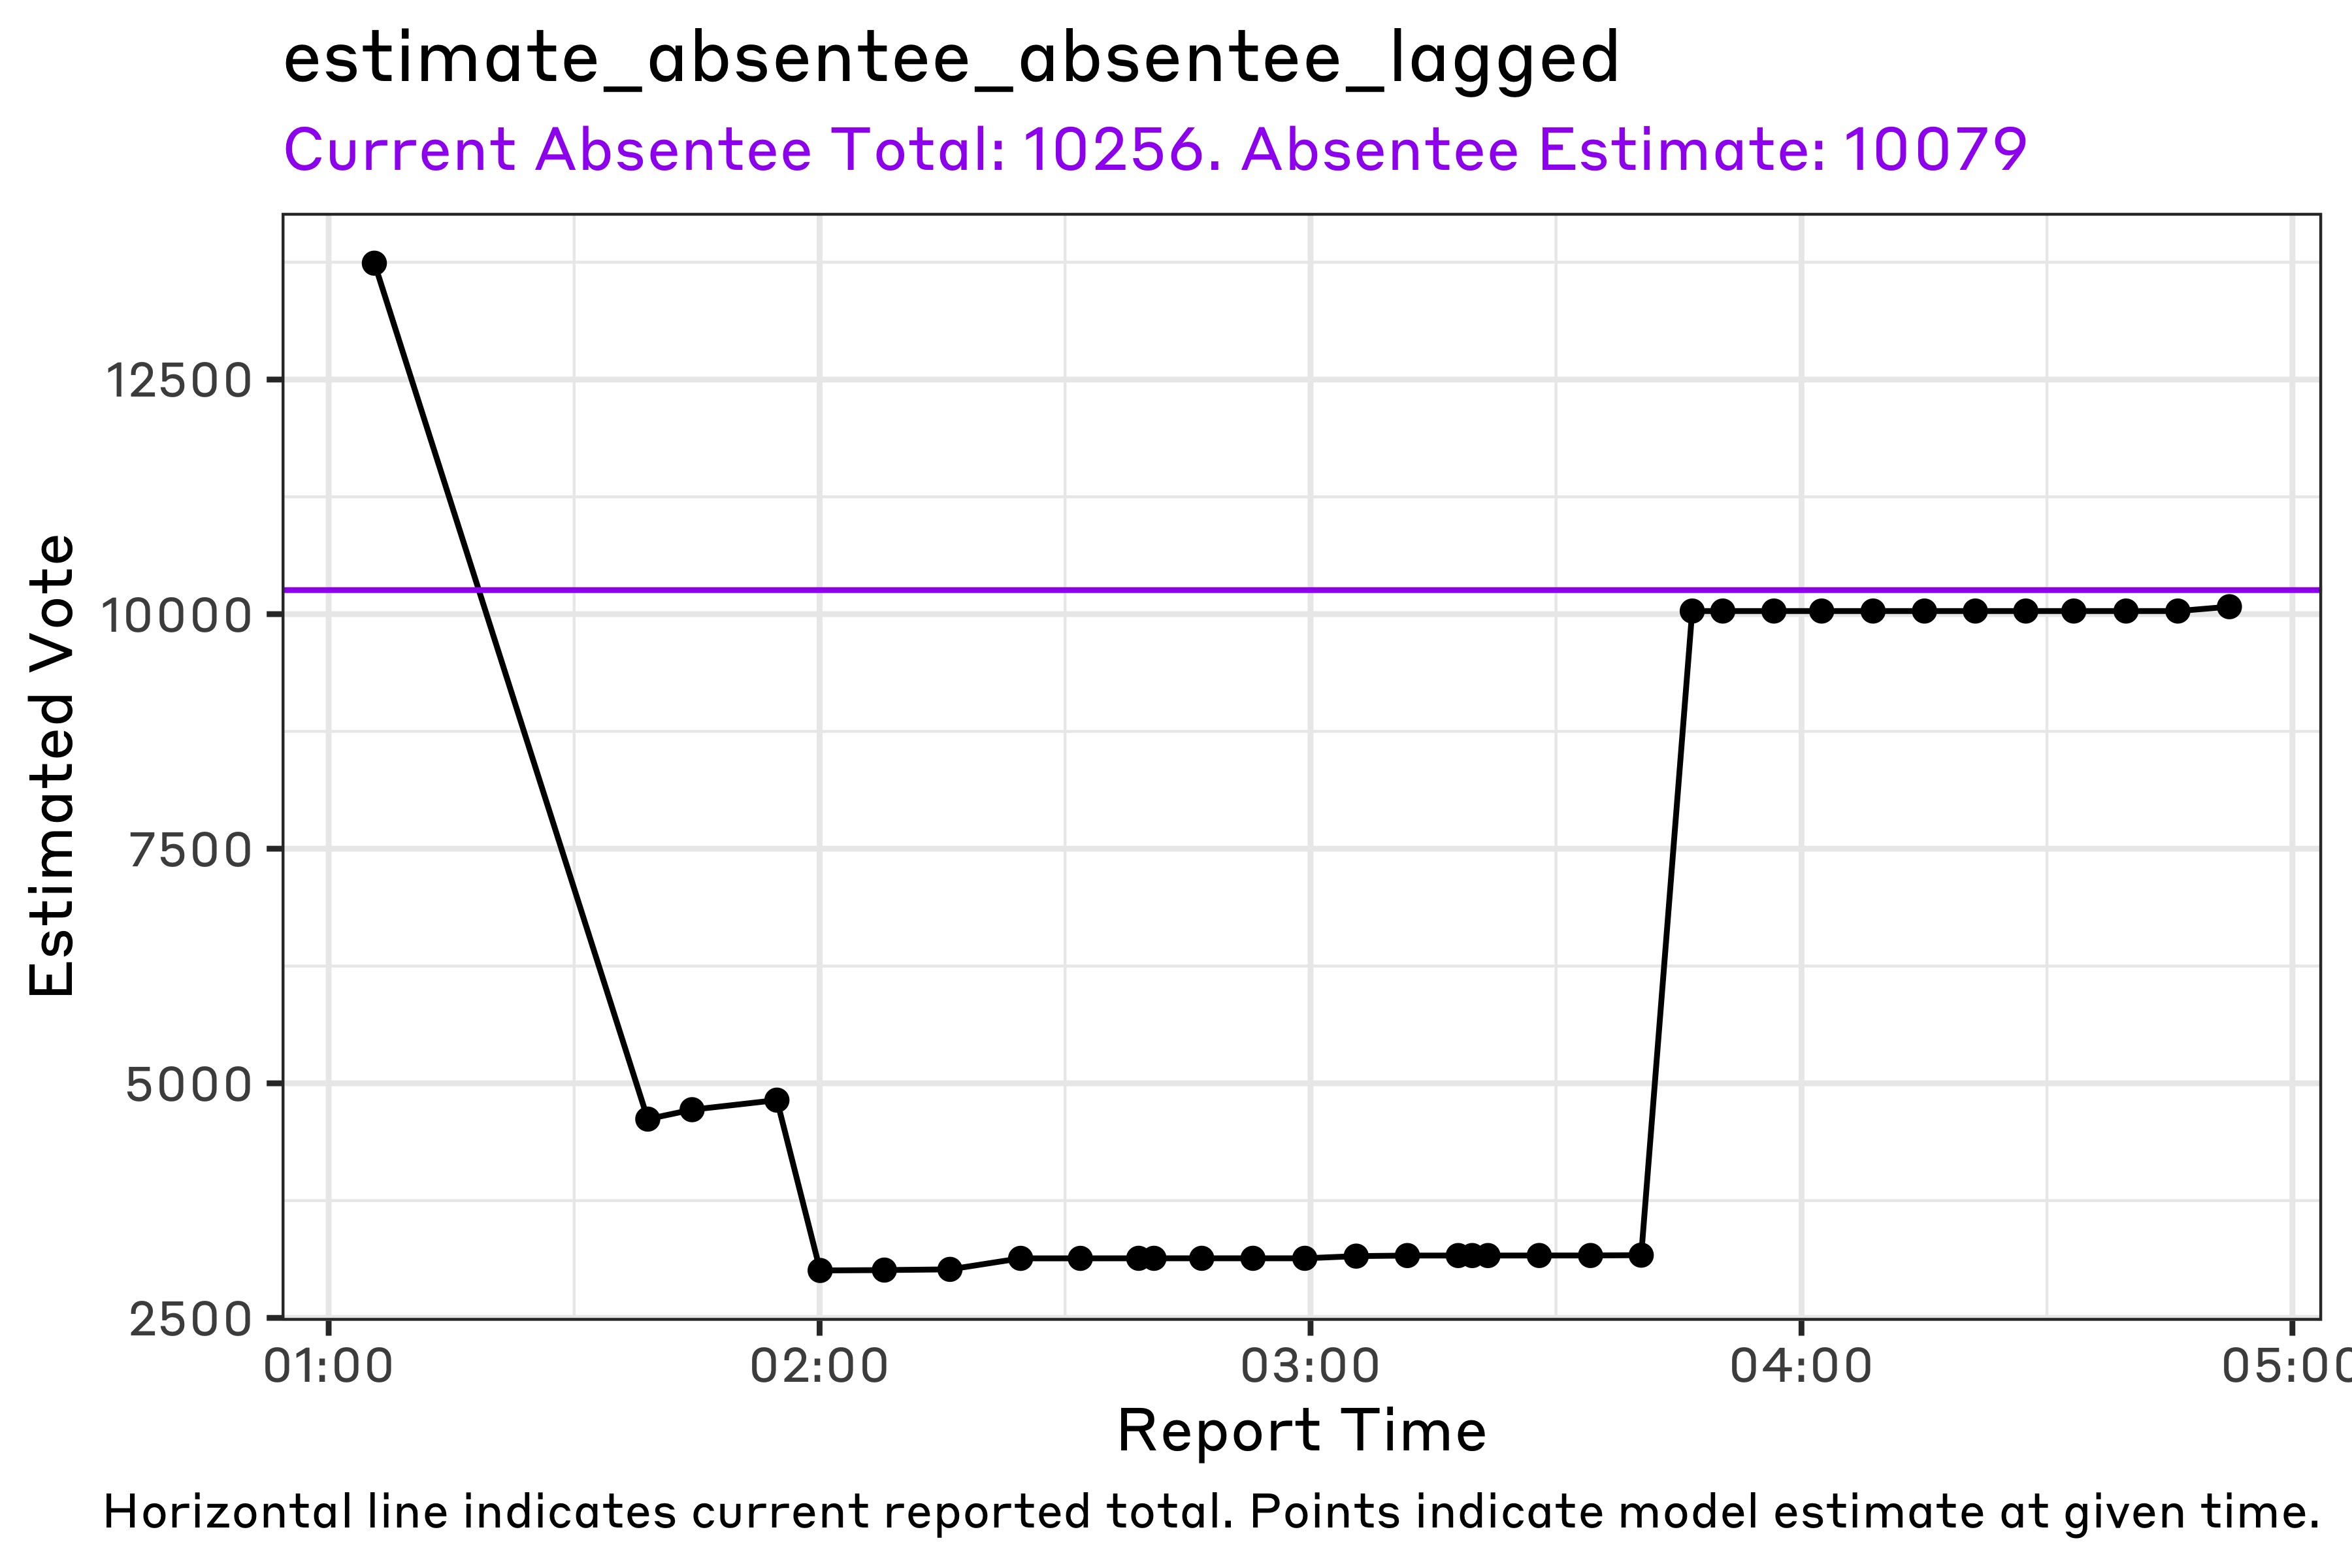 estimate_absentee_absentee_lagged
Current Absentee Total: 10256. Absentee Estimate: 10079
Estimated Vote
12500
10000
7500
5000
2500
01:00 02:00 03:00 04:00 05:00
Report Time
Horizontal line indicates current reported total. Points indicate model estimate at given time.